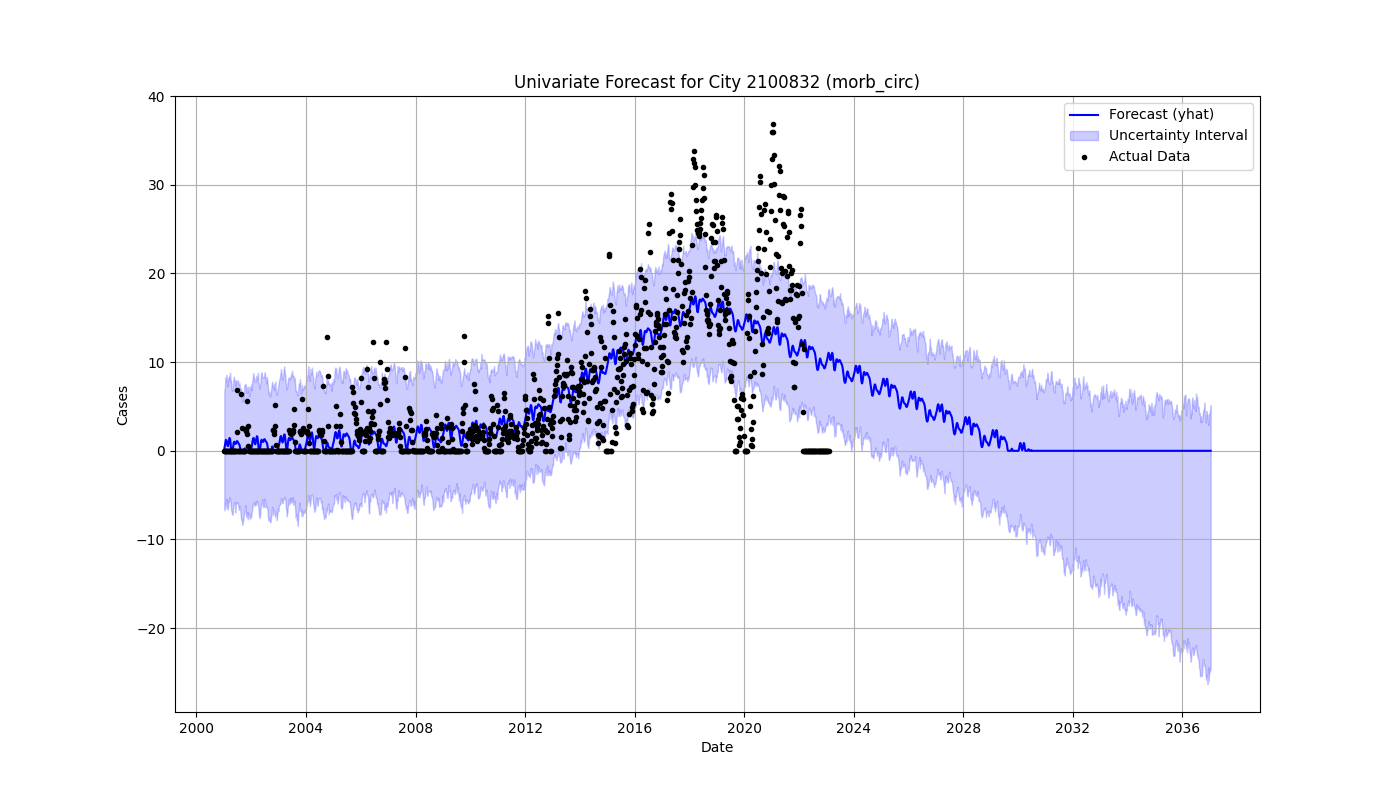 Univariate Forecast for City 2100832 (morb_circ)
Forecast (yhat)
Uncertainty Interval
Actual Data
Cases
40
30
20
10
0
−10
−20
2000 2004 2008 2012 2016 2020 2024 2028 2032 2036
Date